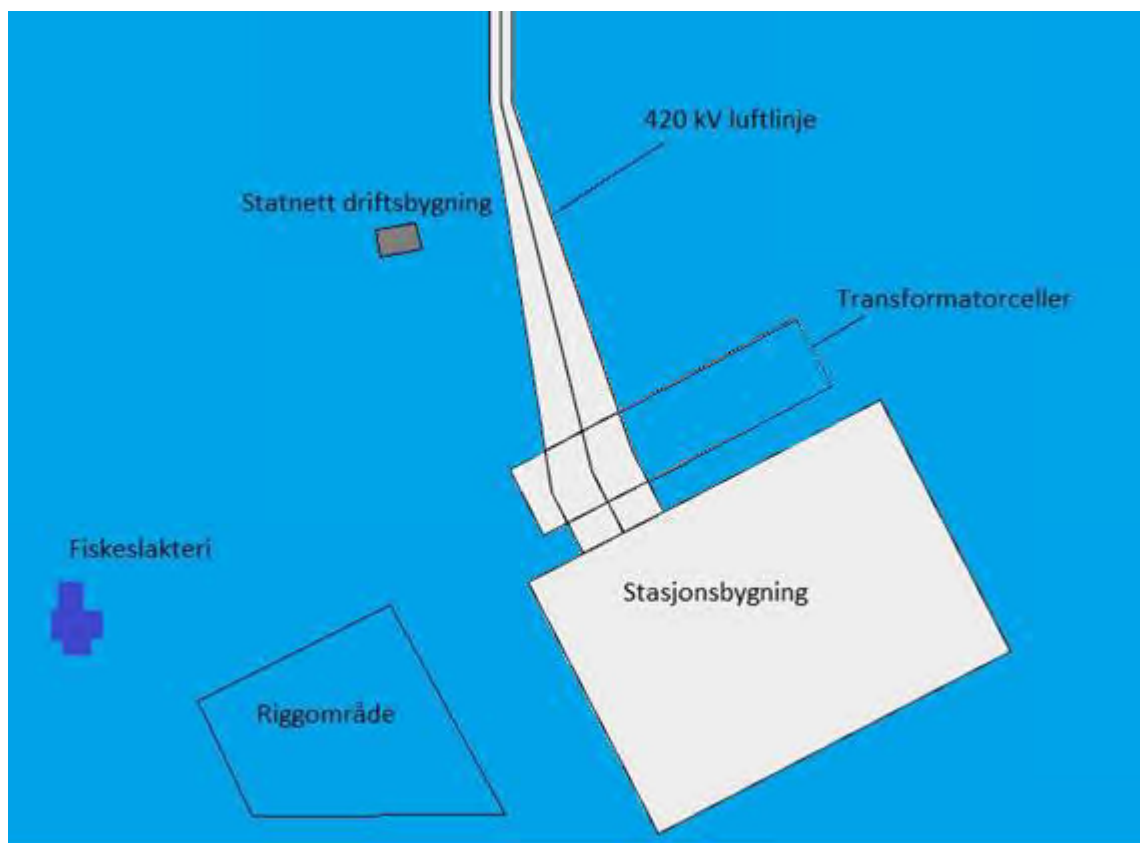 420 kV luftlinje
Statnett driftsbygning
Transformatorceller
Fiskeslakteri
Stasjonsbygning
Riggområde